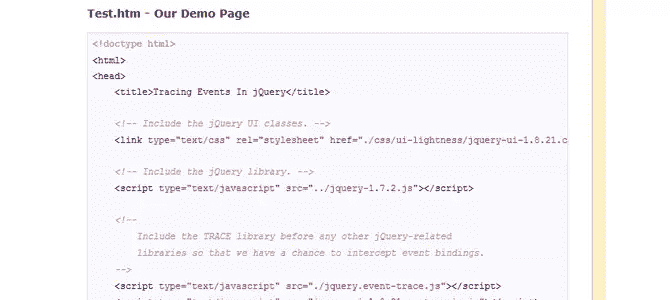 Test.htm - Our Demo Page
<!doctype html>
<html>
<head>
<title>Tracing Events In jQuery</title>
<!-- Include the jQuery UI classes. -->
<link type="text/css" rel="stylesheet" href="./css/ui-lightness/jquery-ui-1.8.21.c
<!-- Include the jQuery library. -->
<script type="text/javascript" src="../jquery-1.7.2.js"></script>
<!--
Include the TRACE library before any other jQuery-related
libraries so that we have a chance to intercept event bindings.
-->
<script type="text/javascript" src="./jquery.event-trace.js"></script>